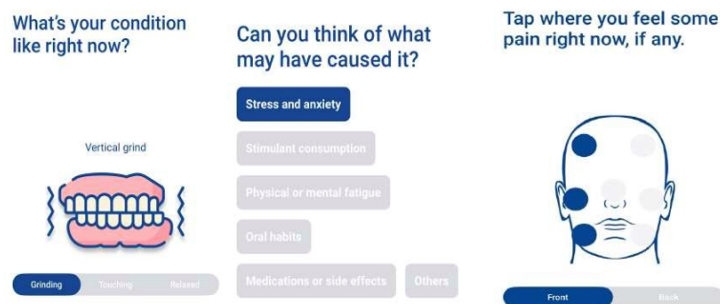 What's your condition
like right now?
Vertical grind
Grinding
Touching
Relaxed
Can you think of what
may have caused it?
Stress and anxiety
Stimulant consumption
Physical or mental fatigue
Oral habits
Medications or side effects
Others
Tap where you feel some
pain right now, if any.
Front
Back